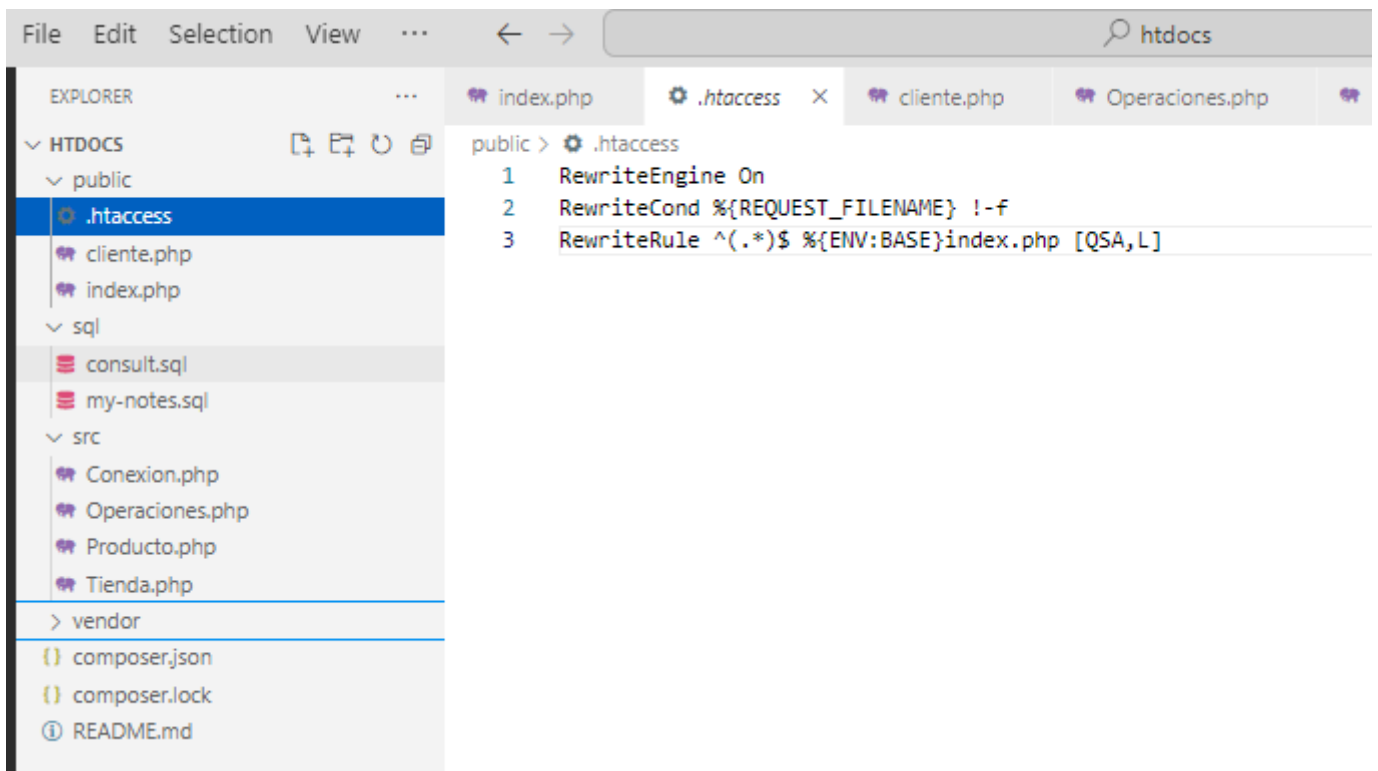 File Edit Selection View ··· ← → htdocs
EXPLORER ···
index.php .htaccess × cliente.php Operaciones.php
HTDOCS
public > .htaccess
public
1 RewriteEngine On
.htaccess
2 RewriteCond %{REQUEST_FILENAME} !-f
3 RewriteRule ^(.*)$ %{ENV:BASE}index.php [QSA,L]
cliente.php
index.php
sql
consult.sql
my-notes.sql
src
Conexion.php
Operaciones.php
Producto.php
Tienda.php
> vendor
{} composer.json
{} composer.lock
README.md